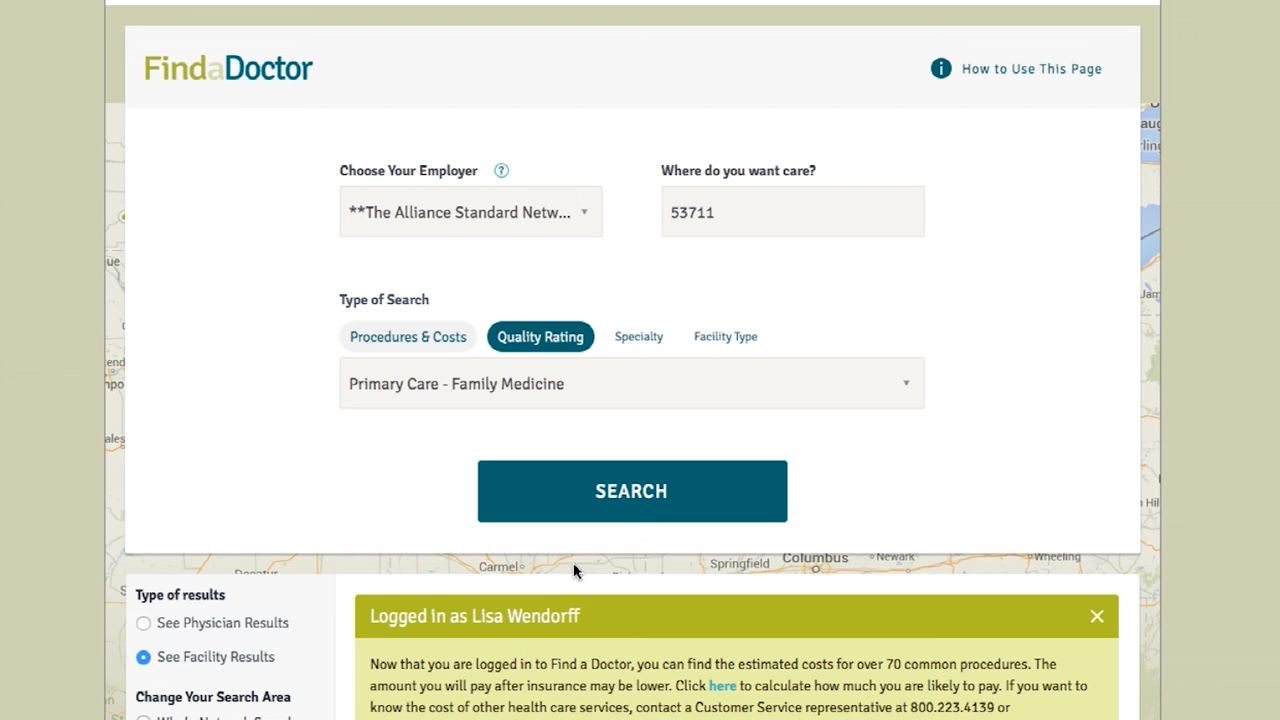 FindaDoctor
How to Use This Page
Choose Your Employer ?
Where do you want care?
**The Alliance Standard Netw...
53711
Type of Search
Procedures & Costs
Quality Rating
Specialty
Facility Type
Primary Care - Family Medicine
SEARCH
Carmel
Springfield
Columbus
Newark
Wheeling
Type of results
See Physician Results
See Facility Results
Change Your Search Area
Logged in as Lisa Wendorff
Now that you are logged in to Find a Doctor, you can find the estimated costs for over 70 common procedures. The
amount you will pay after insurance may be lower. Click here to calculate how much you are likely to pay. If you want to
know the cost of other health care services, contact a Customer Service representative at 800.223.4139 or